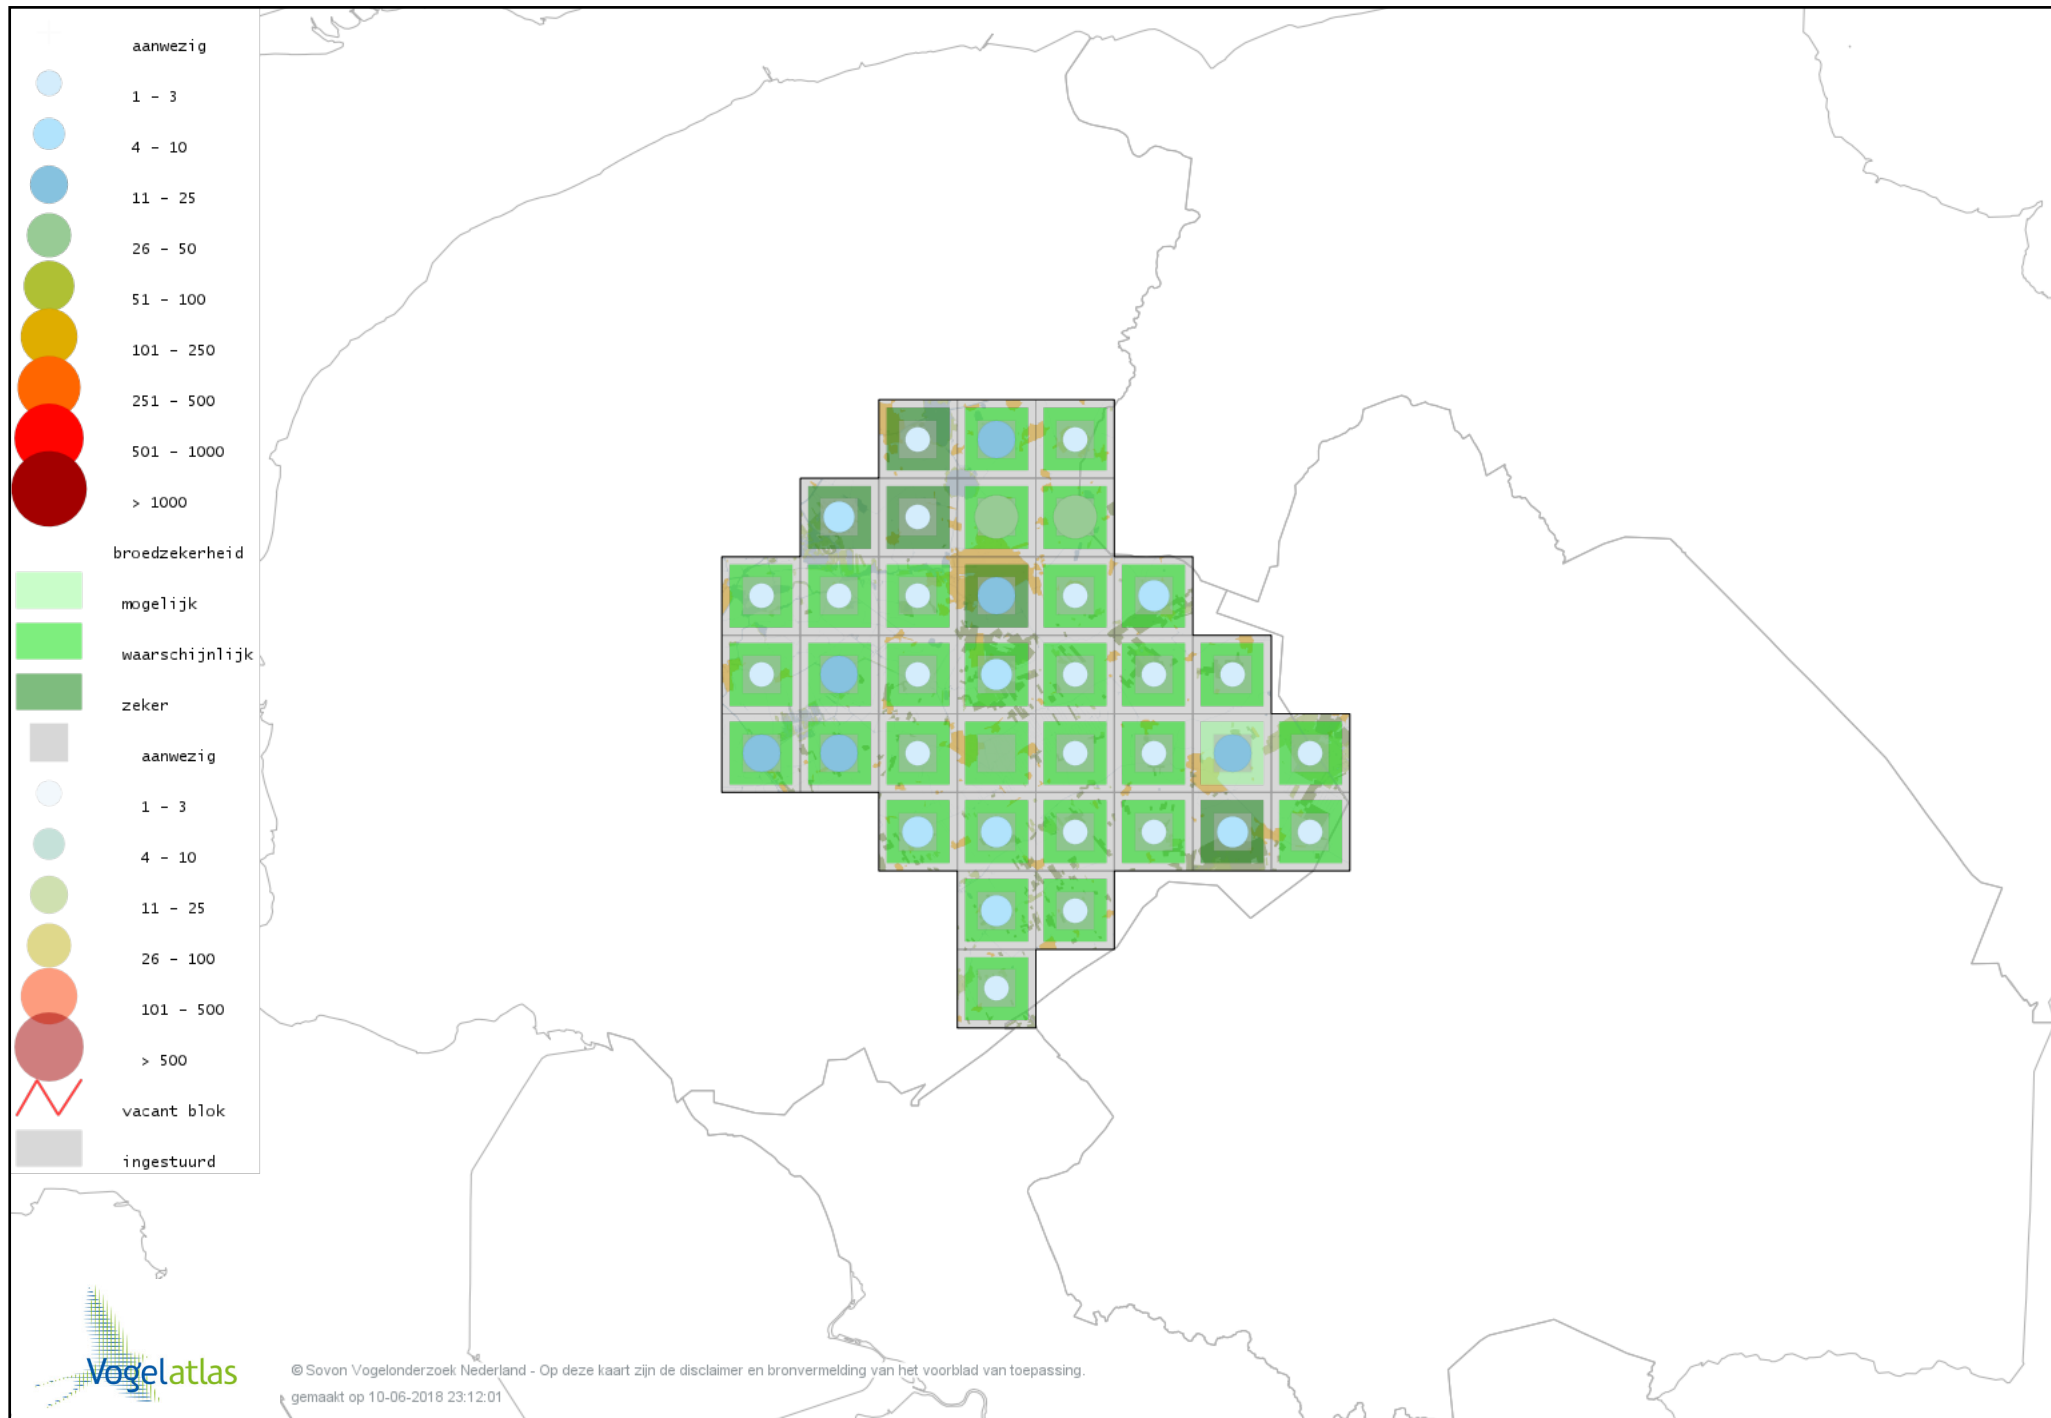 aanwezig
1 - 3
4 - 10
11 - 25
26 - 50
51 - 100
101 - 250
251 - 500
501 - 1000
> 1000
broedzekerheid
mogelijk
waarschijnlijk
zeker
aanwezig
1 - 3
4 - 10
11 - 25
26 - 100
101 - 500
> 500
vacant blok
ingestuurd
Vogelatlas
© Sovon Vogelonderzoek Nederland - Op deze kaart zijn de disclaimer en bronvermelding van het voorblad van toepassing.
gemaakt op 10-06-2018 23:12:01